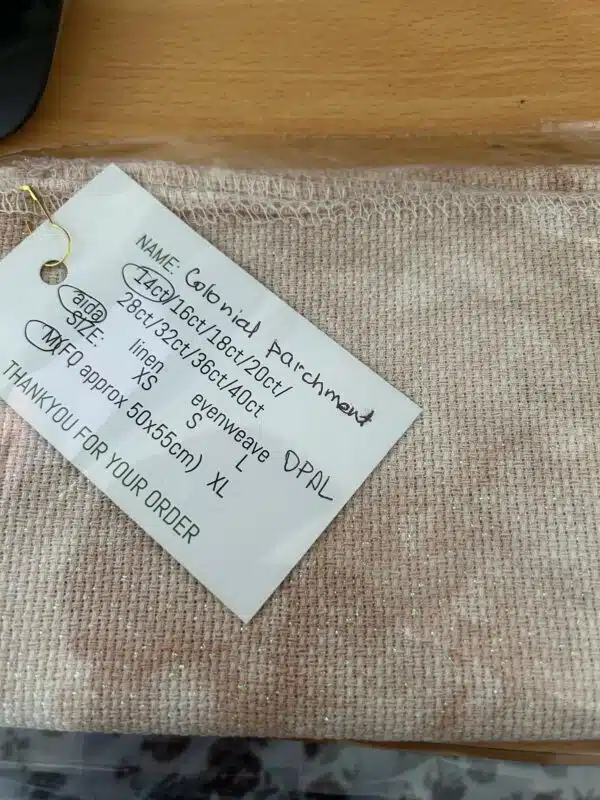 NAME: Colonial parchment
14ct/16ct/18ct/20ct/
28ct/32ct/36ct/40ct
aida linen evenweave OPAL
SIZE: XS S L
M(FQ approx 50x55cm) XL
THANKYOU FOR YOUR ORDER